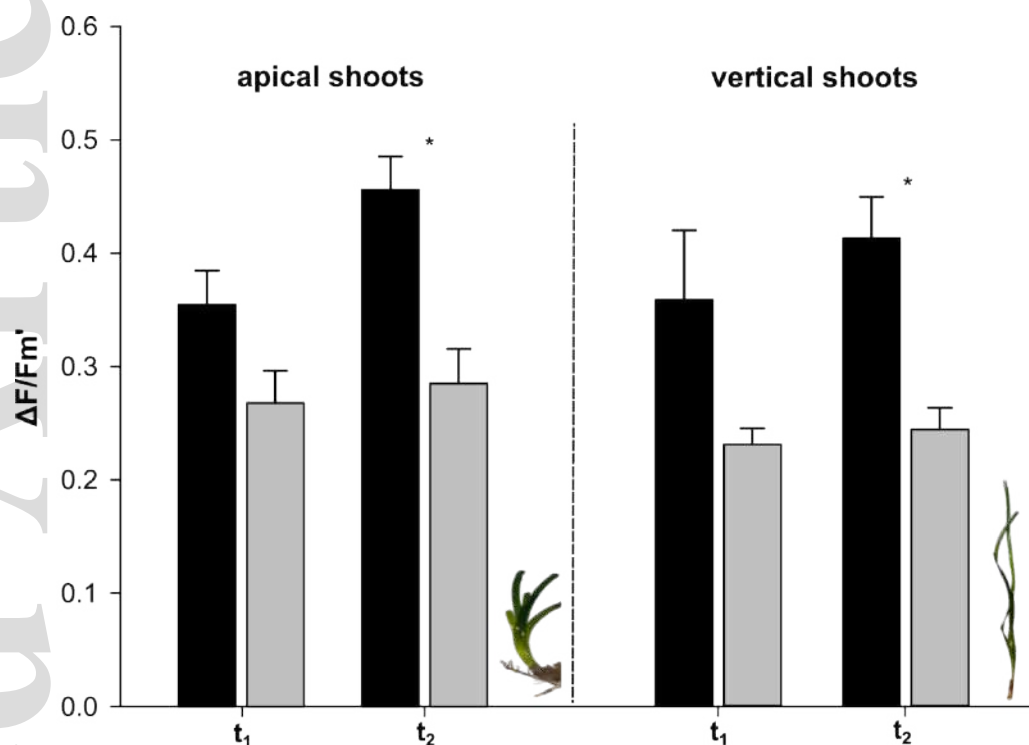 0.6
apical shoots
vertical shoots
*
0.5
*
0.4
0.3
ΔF/Fm'
0.2
0.1
0.0
t₁
t₂
t₁
t₂